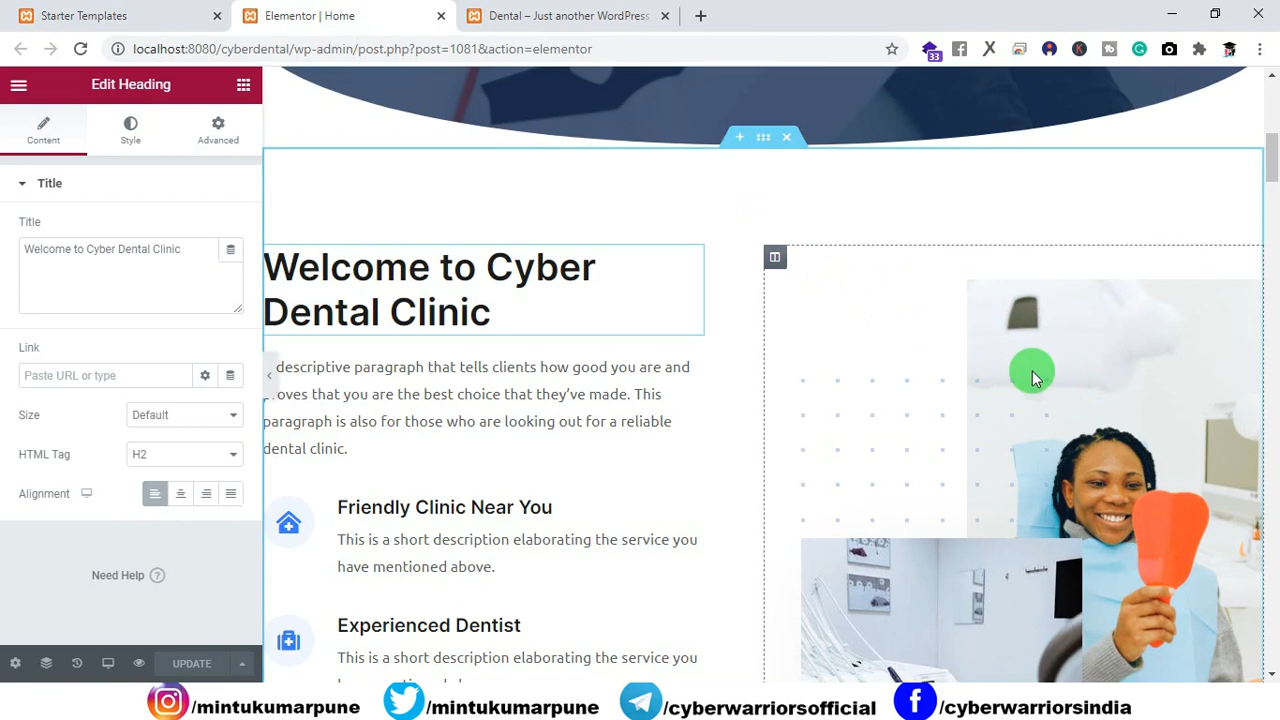 Starter Templates
Elementor | Home
Dental – Just another WordPress
localhost:8080/cyberdental/wp-admin/post.php?post=1081&action=elementor
33
Edit Heading
Content
Style
Advanced
Title
Title
Welcome to Cyber Dental Clinic
Link
Paste URL or type
Size
Default
HTML Tag
H2
Alignment
Need Help
UPDATE
Welcome to Cyber
Dental Clinic
descriptive paragraph that tells clients how good you are and
proves that you are the best choice that they've made. This
paragraph is also for those who are looking out for a reliable
dental clinic.
Friendly Clinic Near You
This is a short description elaborating the service you
have mentioned above.
Experienced Dentist
This is a short description elaborating the service you
/mintukumarpune
/mintukumarpune
/cyberwarriorsofficial
/cyberwarriorsindia